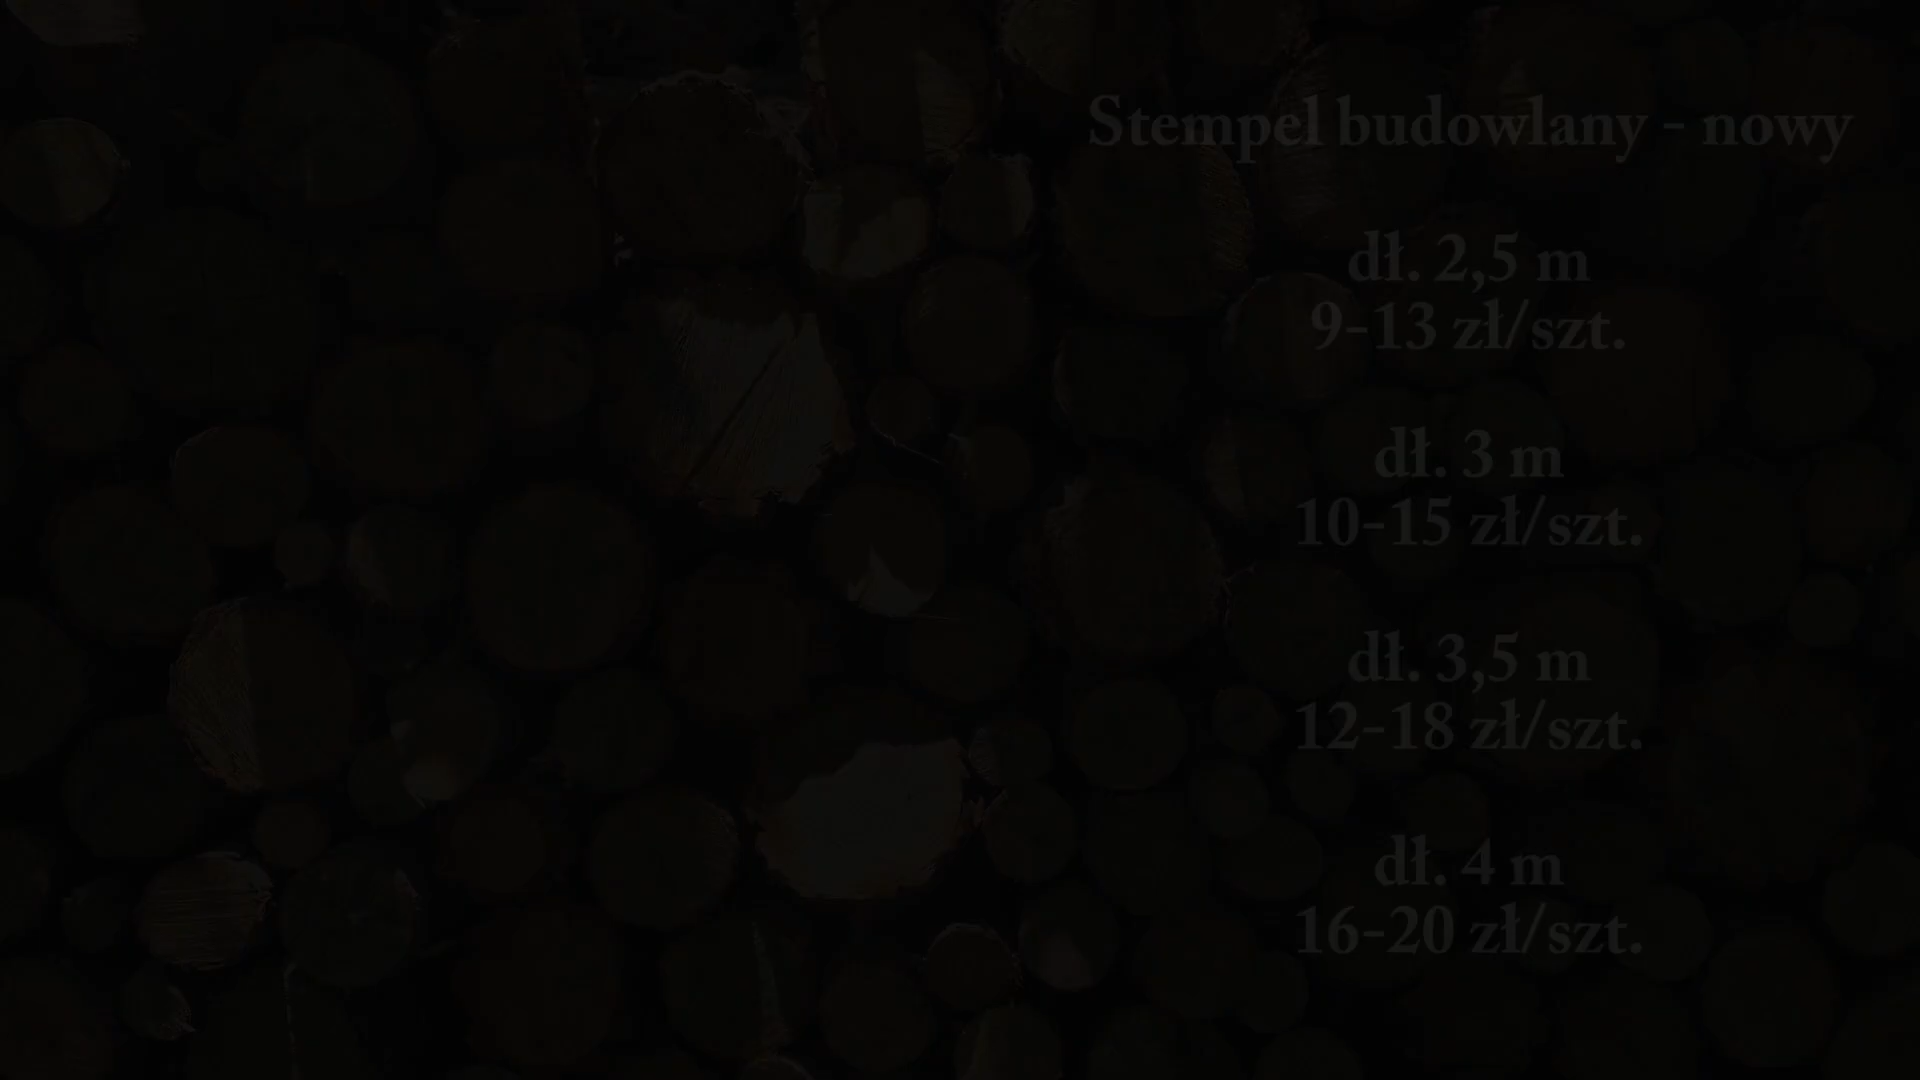 Stempel budowlany - nowy
dł. 2,5 m
9-13 zł/szt.
dł. 3 m
10-15 zł/szt.
dł. 3,5 m
12-18 zł/szt.
dł. 4 m
16-20 zł/szt.